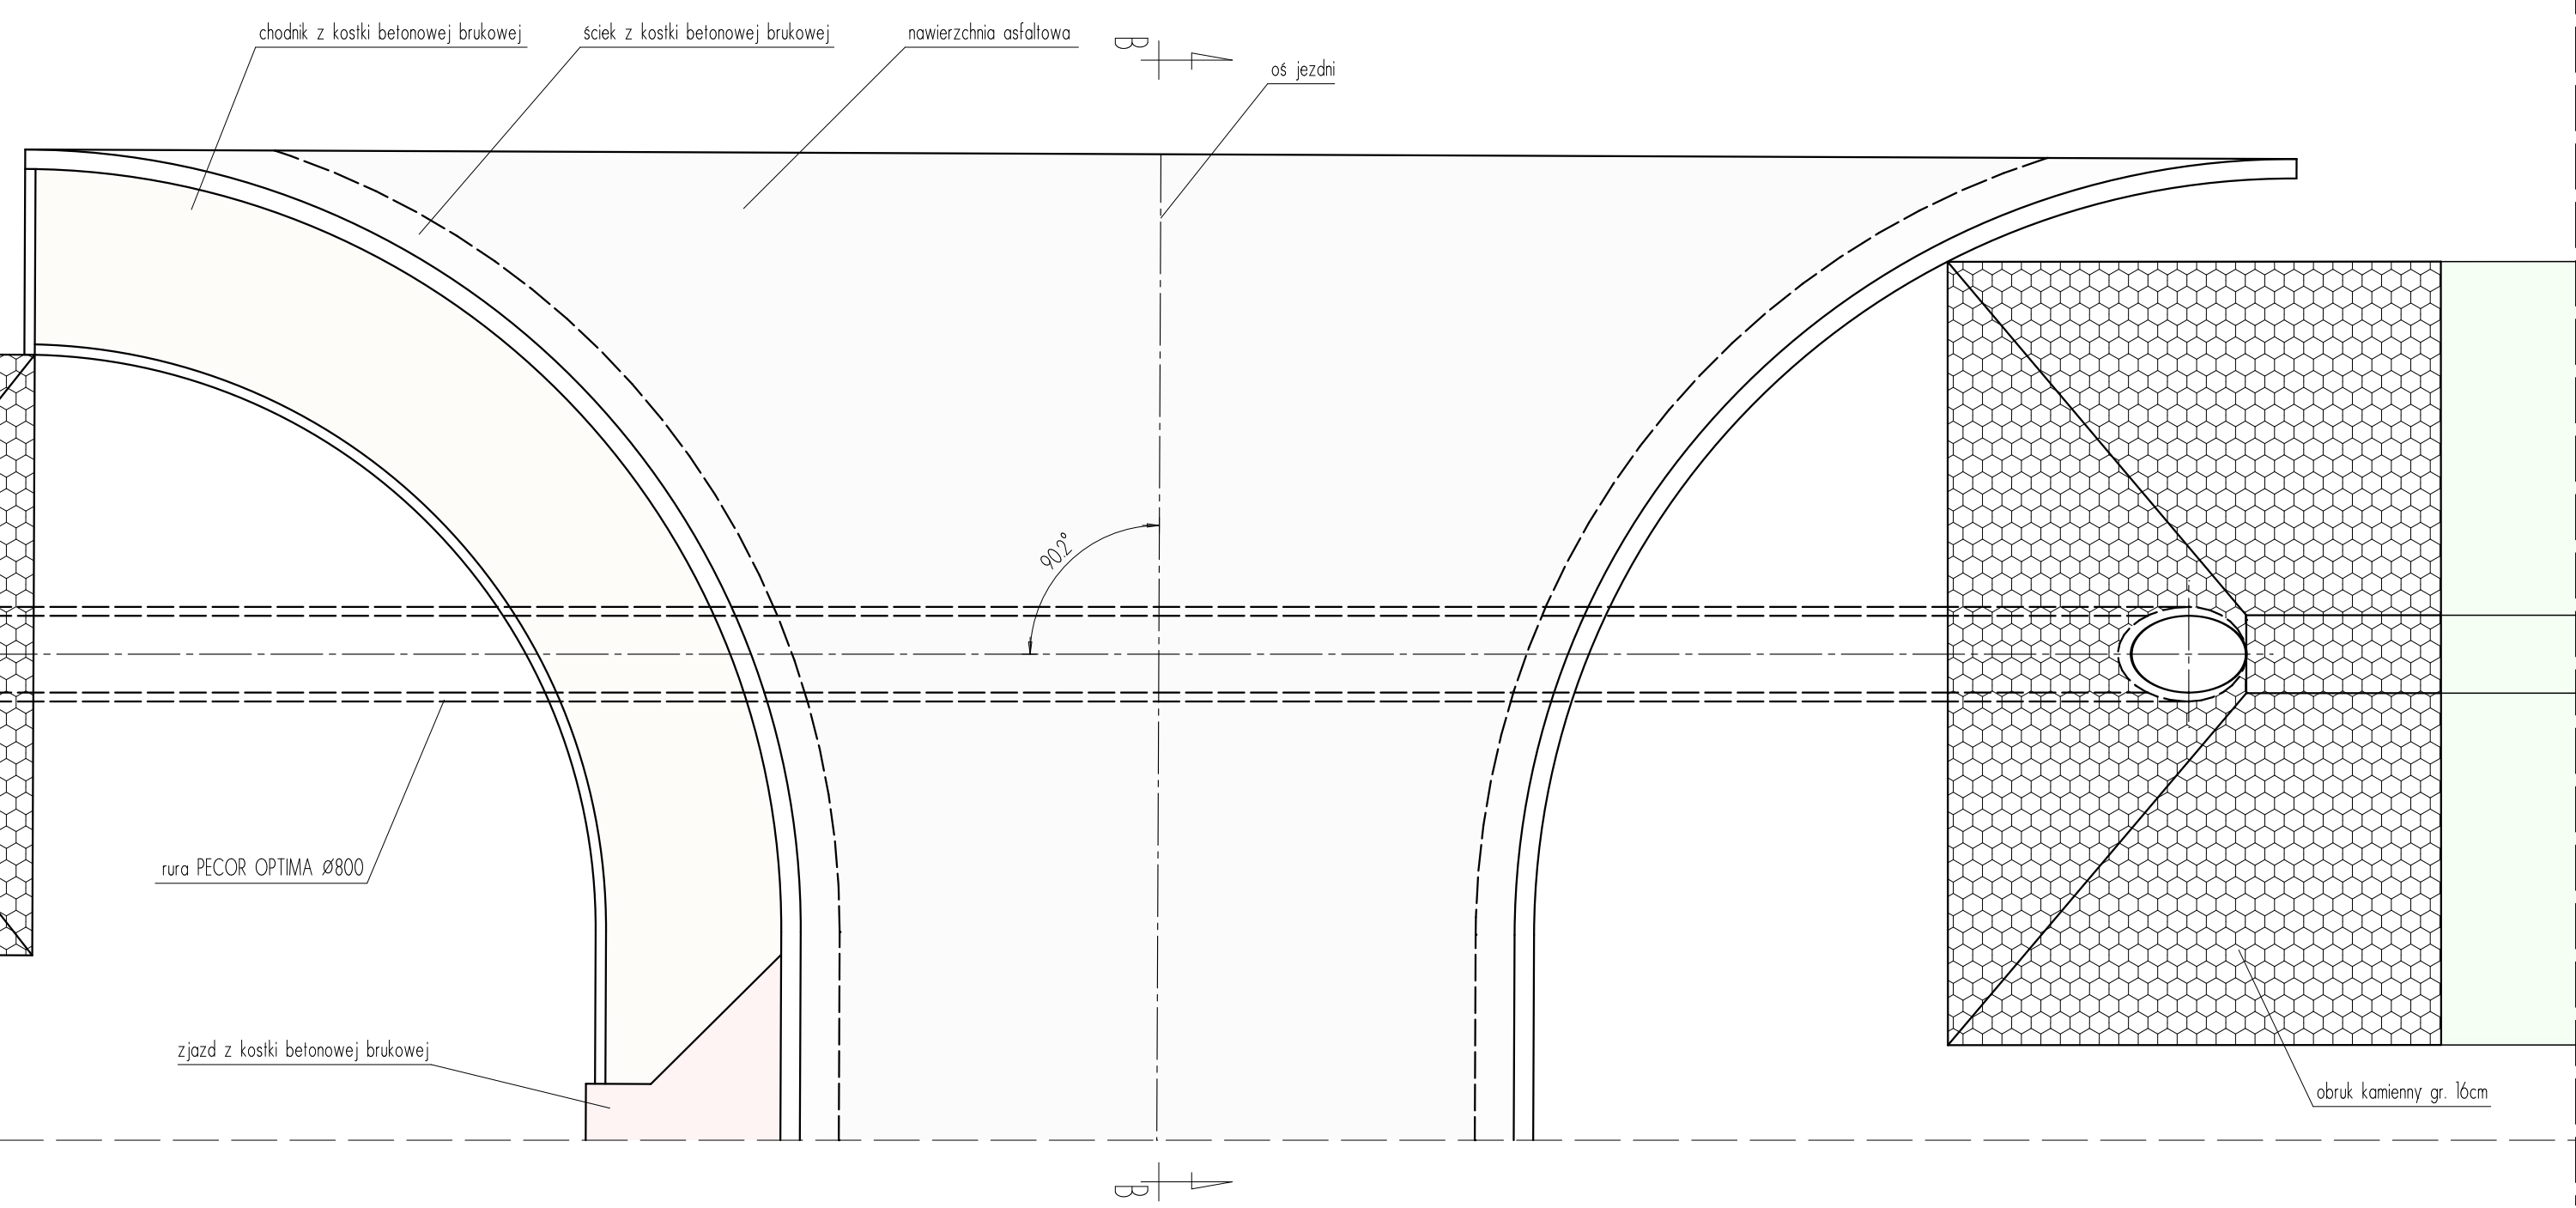 chodnik z kostki betonowej brukowej
ściek z kostki betonowej brukowej
nawierzchnia asfaltowa
B
oś jezdni
90.2°
rura PECOR OPTIMA Ø800
zjazd z kostki betonowej brukowej
obruk kamienny gr. 16cm
B